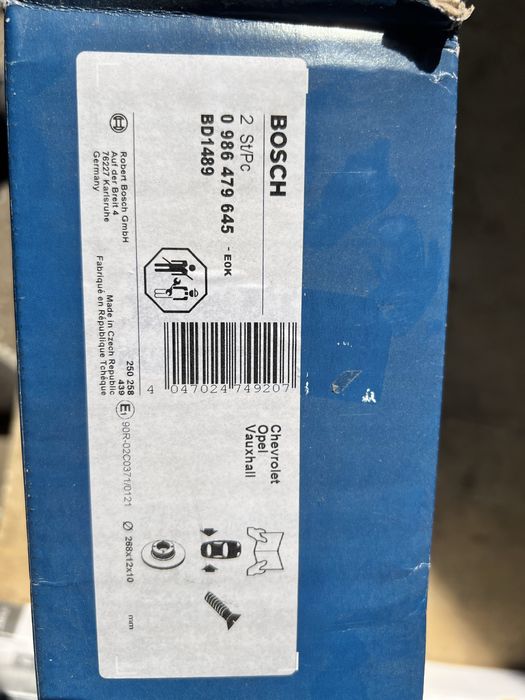 BOSCH
2 St/Pc
0 986 479 645 - E0K
BD1489
Robert Bosch GmbH
Auf der Breit 4
76227 Karlsruhe
Germany
Made in Czech Republic
Fabriqué en République Tchèque
4 047024 749207
250 258
439
E1 90R-02C0371/0121
Ø 268x12x10 mm
Chevrolet
Opel
Vauxhall